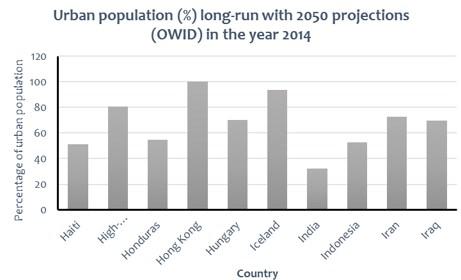 Urban population (%) long-run with 2050 projections
(OWID) in the year 2014
Percentage of urban population
120
100
80
60
40
20
0
Haiti
High-...
Honduras
Hong Kong
Hungary
Iceland
India
Indonesia
Iran
Iraq
Country